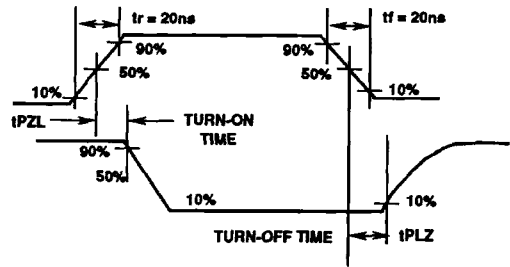 tr = 20ns
tf = 20ns
90%
90%
50%
50%
10%
10%
tPZL
TURN-ON
TIME
90%
50%
10%
10%
TURN-OFF TIME
tPLZ